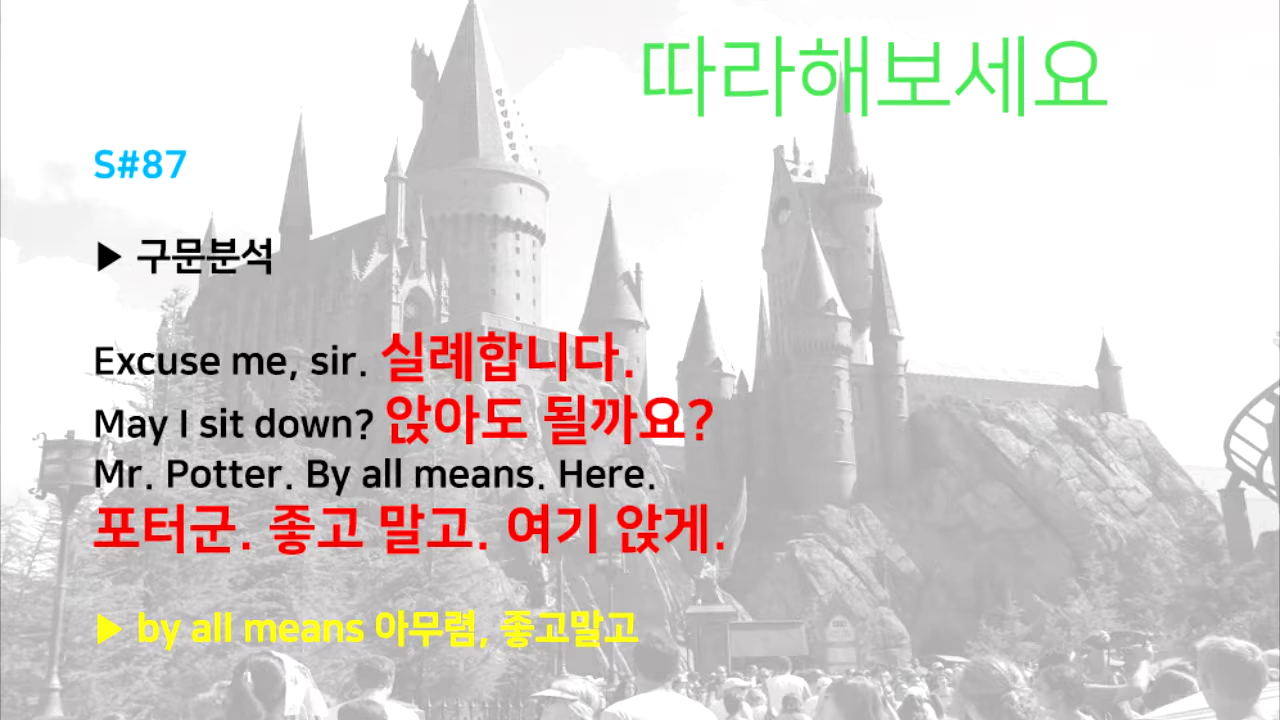 따라해보세요
S#87
▶ 구문분석
Excuse me, sir. 실례합니다.
May I sit down? 앉아도 될까요?
Mr. Potter. By all means. Here.
포터군. 좋고 말고. 여기 앉게.
▶ by all means 아무렴, 좋고말고